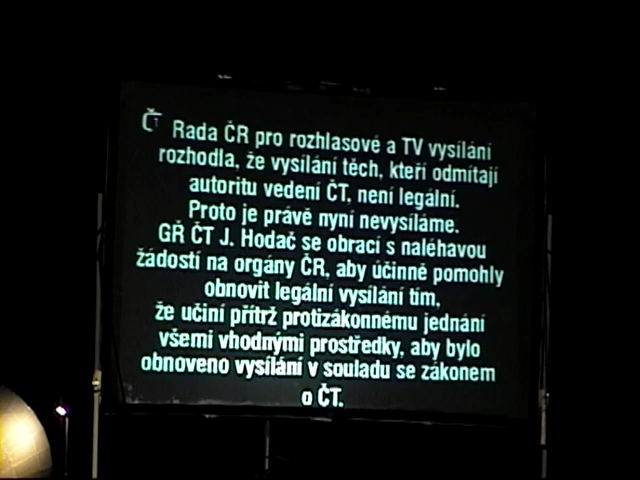 ČT Rada ČR pro rozhlasové a TV vysílání
rozhodla, že vysílání těch, kteří odmítají
autoritu vedení ČT, není legální.
Proto je právě nyní nevysíláme.
GŘ ČT J. Hodač se obrací s naléhavou
žádostí na orgány ČR, aby účinně pomohly
obnovit legální vysílání tím,
že učiní přítrž protizákonnému jednání
všemi vhodnými prostředky, aby bylo
obnoveno vysílání v souladu se zákonem
o ČT.